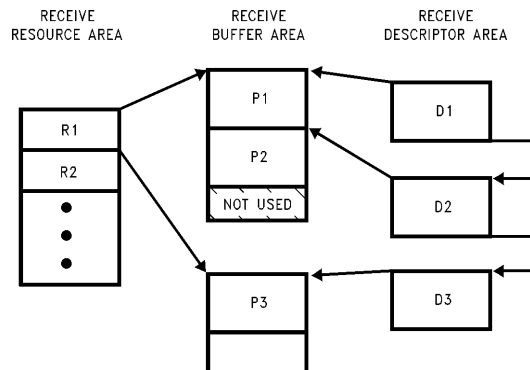 RECEIVE
RESOURCE AREA
RECEIVE
BUFFER AREA
RECEIVE
DESCRIPTOR AREA
R1
R2
P1
P2
NOT USED
P3
D1
D2
D3